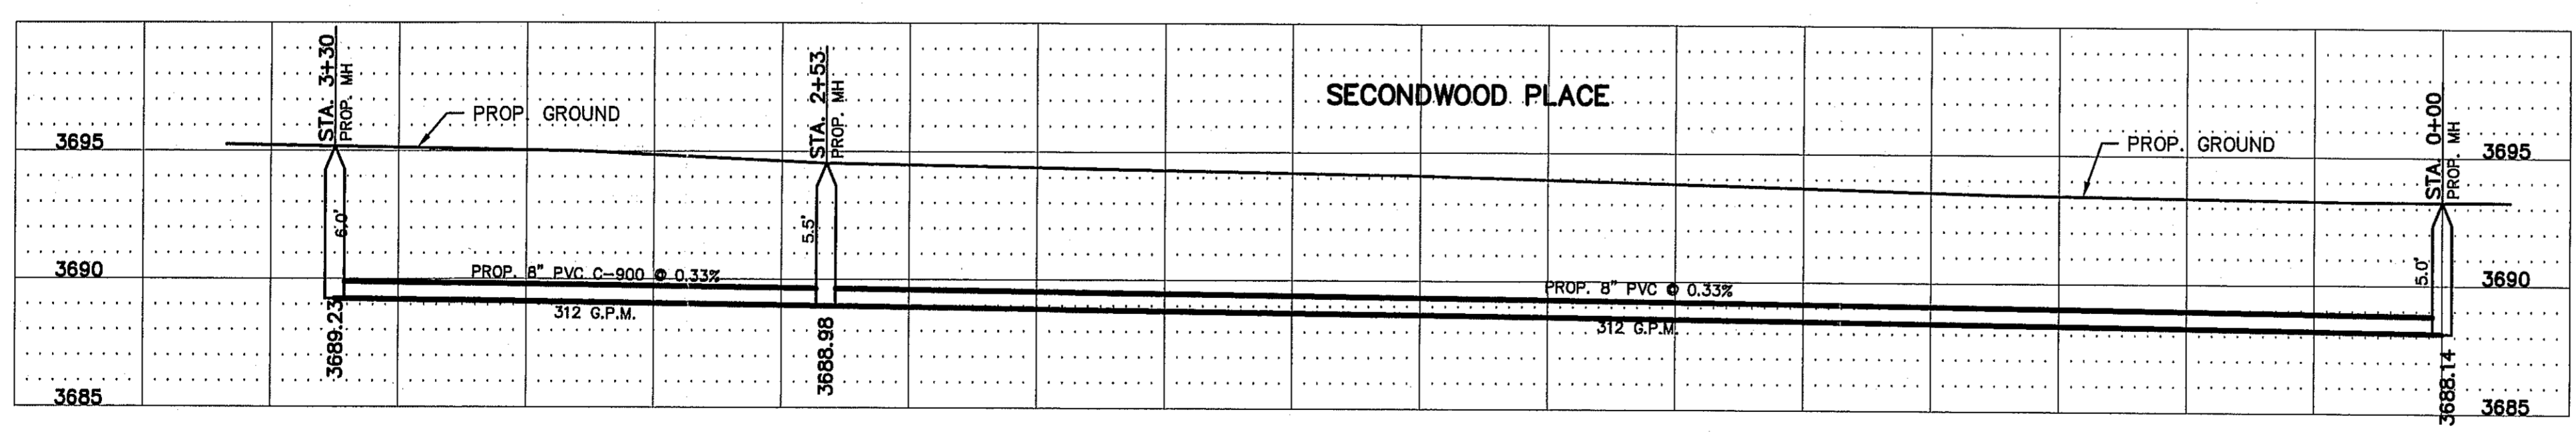 STA. 3+30
PROP. MH
STA. 2+53
PROP. MH
SECONDWOOD PLACE
STA. 0+00
PROP. MH
PROP. GROUND
PROP. GROUND
3695
3695
6.0'
5.5'
5.0'
3690
3690
PROP. 8" PVC C-900 @ 0.33%
312 G.P.M.
PROP. 8" PVC @ 0.33%
312 G.P.M.
3689.23
3688.98
3688.14
3685
3685